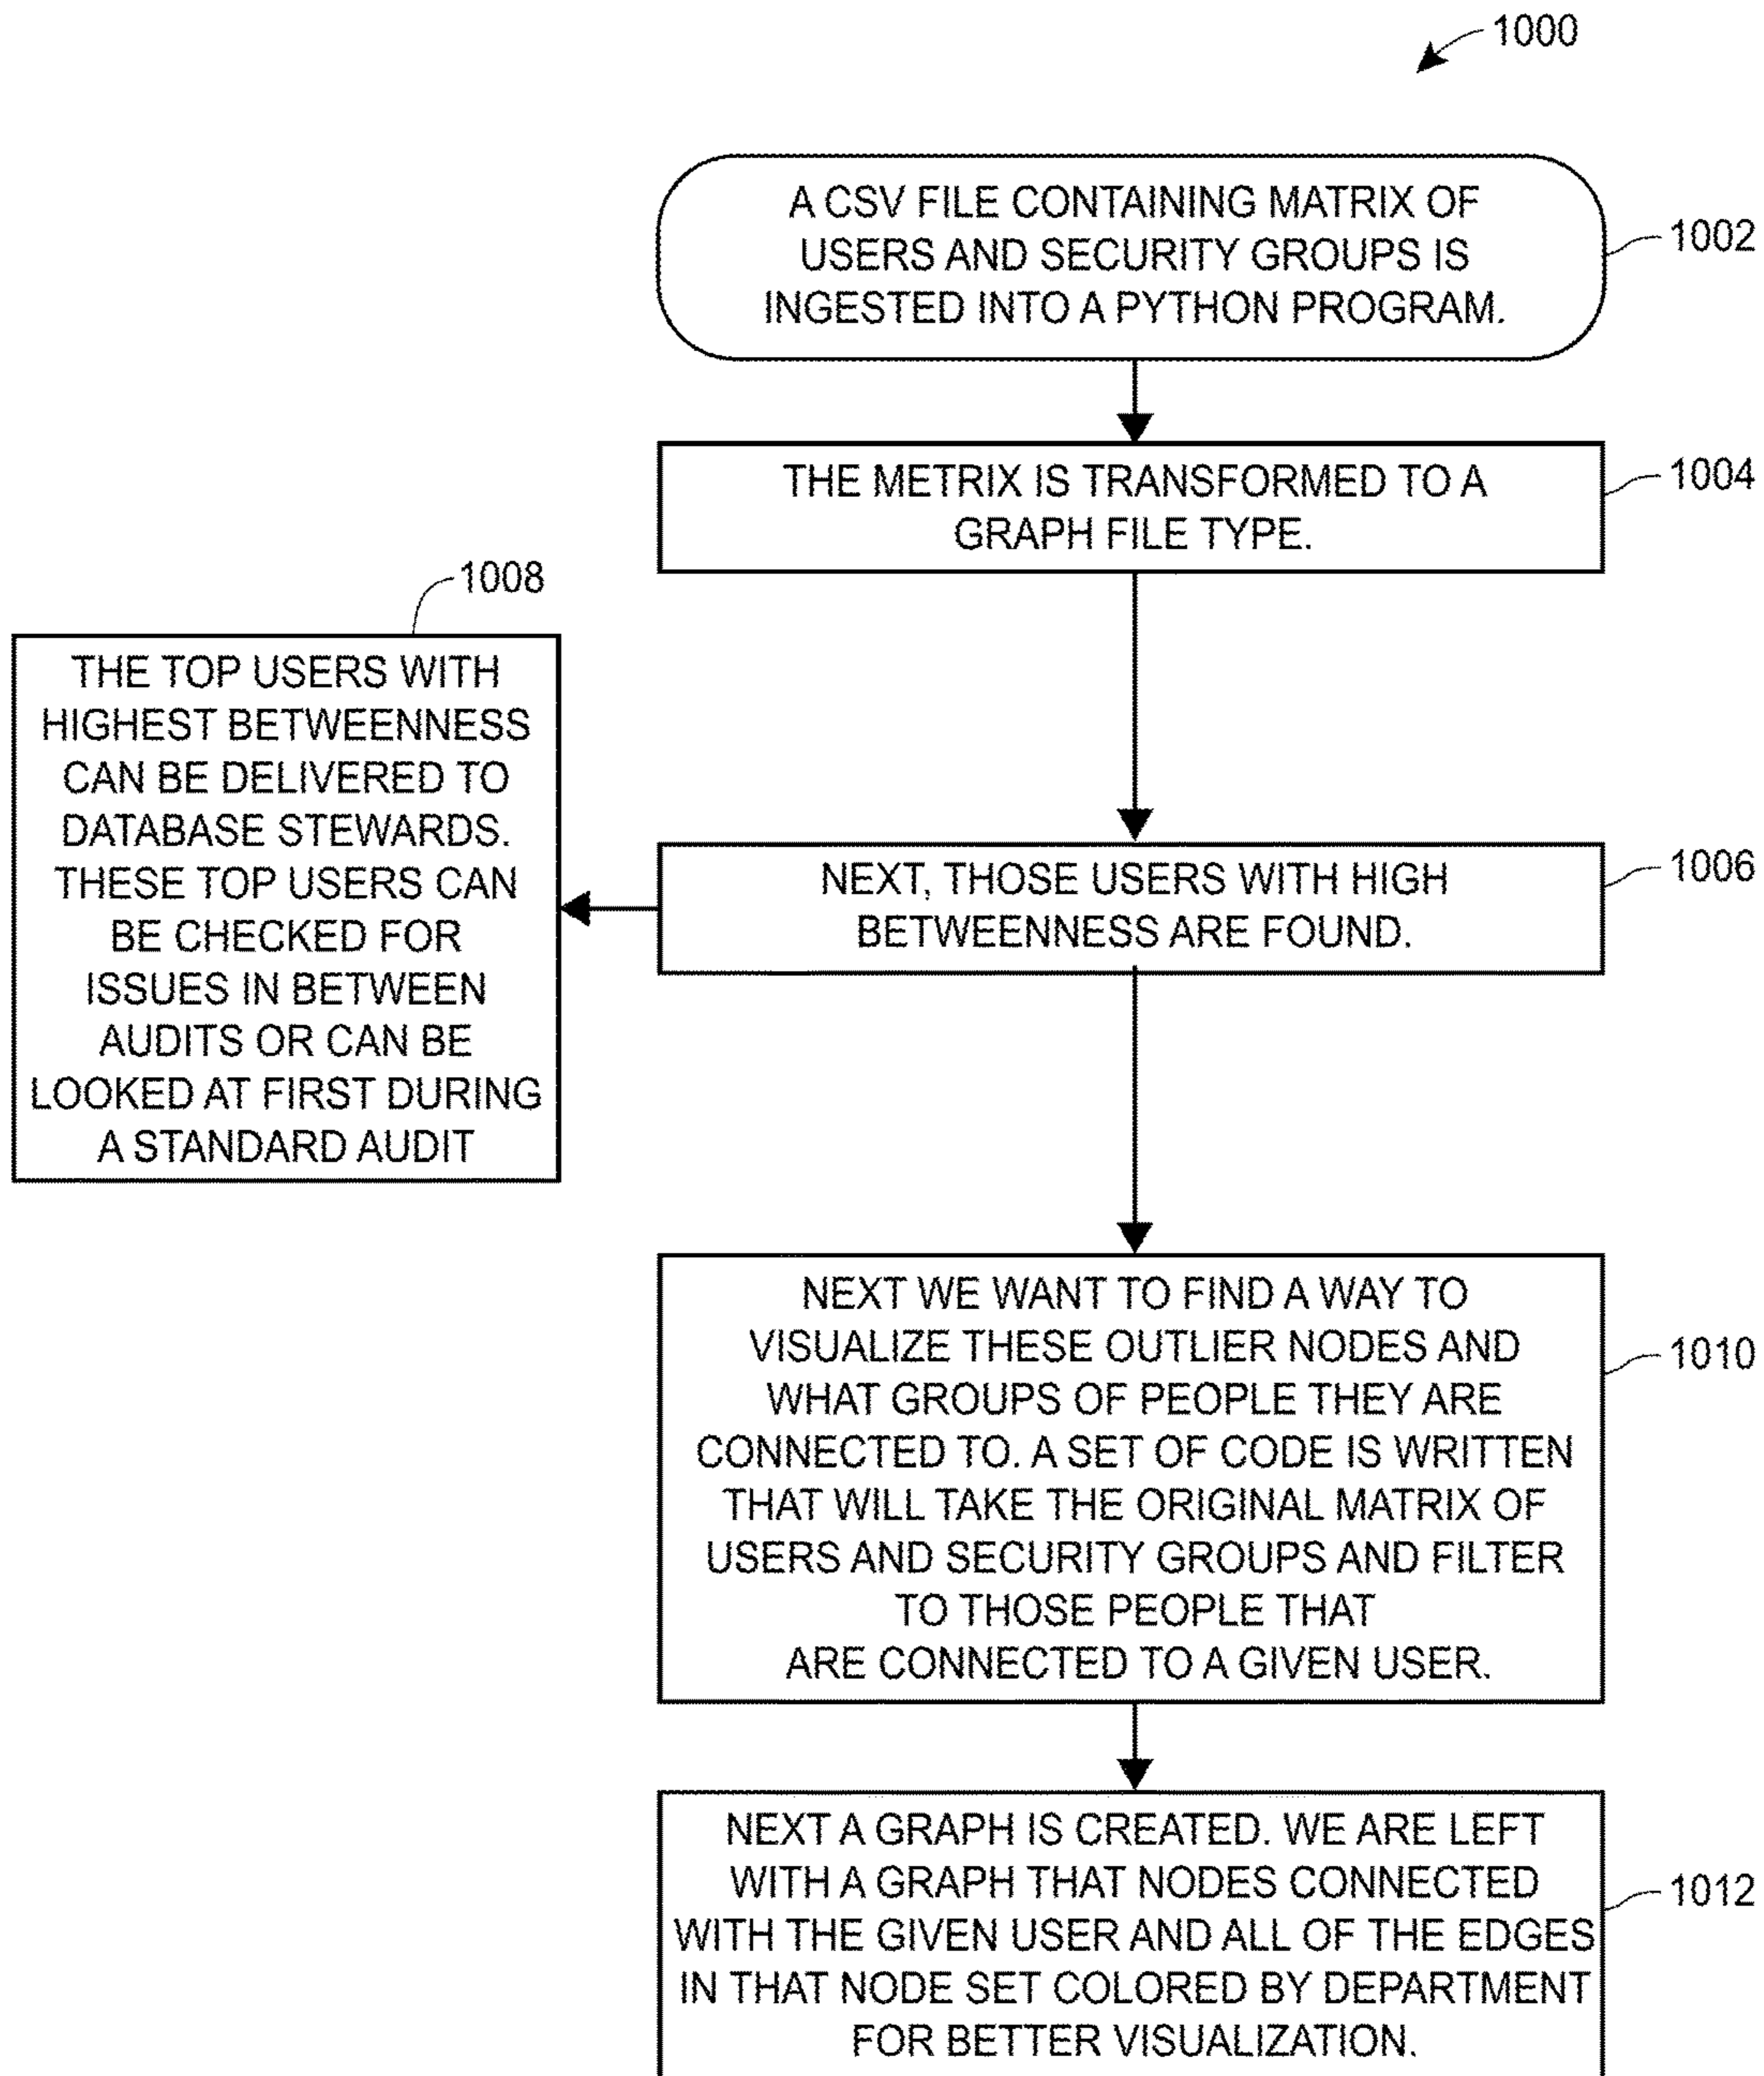 1000
A CSV FILE CONTAINING MATRIX OF
USERS AND SECURITY GROUPS IS
INGESTED INTO A PYTHON PROGRAM.
1002
THE METRIX IS TRANSFORMED TO A
GRAPH FILE TYPE.
1004
NEXT, THOSE USERS WITH HIGH
BETWEENNESS ARE FOUND.
1006
1008
THE TOP USERS WITH
HIGHEST BETWEENNESS
CAN BE DELIVERED TO
DATABASE STEWARDS.
THESE TOP USERS CAN
BE CHECKED FOR
ISSUES IN BETWEEN
AUDITS OR CAN BE
LOOKED AT FIRST DURING
A STANDARD AUDIT
NEXT WE WANT TO FIND A WAY TO
VISUALIZE THESE OUTLIER NODES AND
WHAT GROUPS OF PEOPLE THEY ARE
CONNECTED TO. A SET OF CODE IS WRITTEN
THAT WILL TAKE THE ORIGINAL MATRIX OF
USERS AND SECURITY GROUPS AND FILTER
TO THOSE PEOPLE THAT
ARE CONNECTED TO A GIVEN USER.
1010
NEXT A GRAPH IS CREATED. WE ARE LEFT
WITH A GRAPH THAT NODES CONNECTED
WITH THE GIVEN USER AND ALL OF THE EDGES
IN THAT NODE SET COLORED BY DEPARTMENT
FOR BETTER VISUALIZATION.
1012